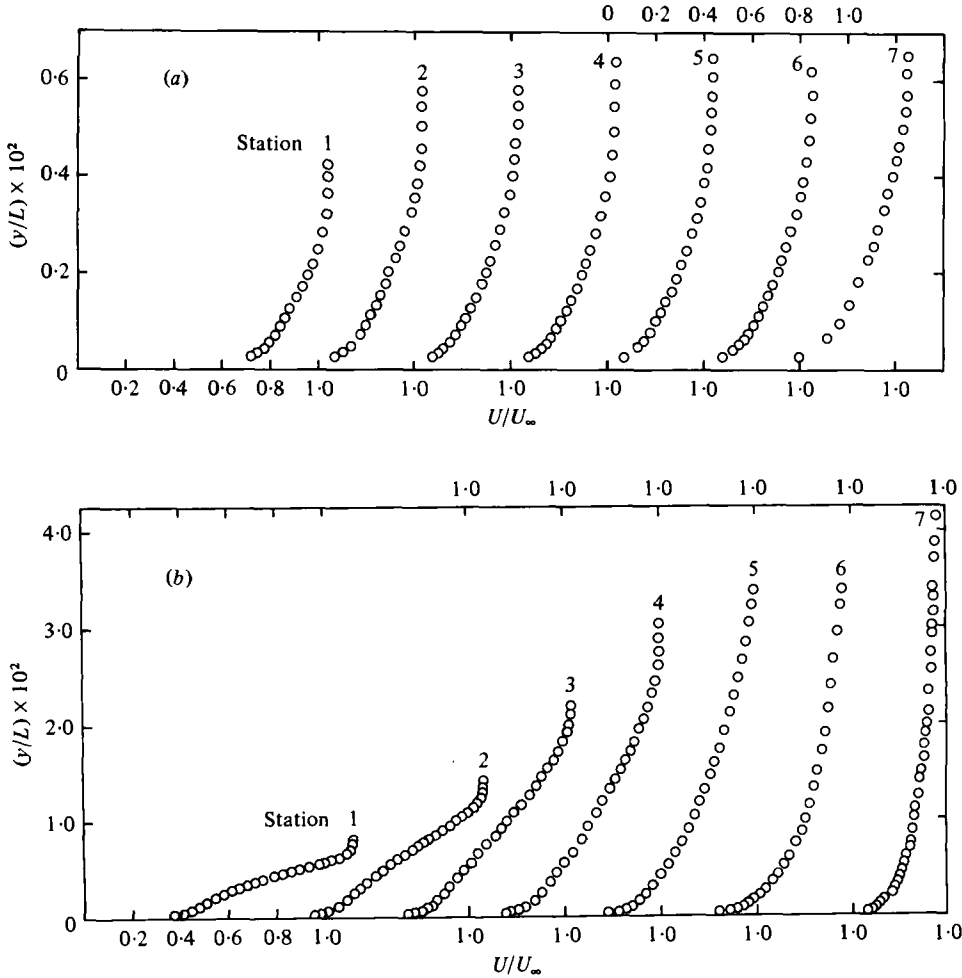 0 0·2 0·4 0·6 0·8 1·0
(a)
Station 1 2 3 4 5 6 7
0·6
0·4
0·2
0
(y/L) × 10²
0·2 0·4 0·6 0·8 1·0 1·0 1·0 1·0 1·0 1·0 1·0
U/U∞
1·0 1·0 1·0 1·0 1·0 1·0
(b)
Station 1 2 3 4 5 6 7
4·0
3·0
2·0
1·0
0
(y/L) × 10²
0·2 0·4 0·6 0·8 1·0 1·0 1·0 1·0 1·0 1·0 1·0
U/U∞